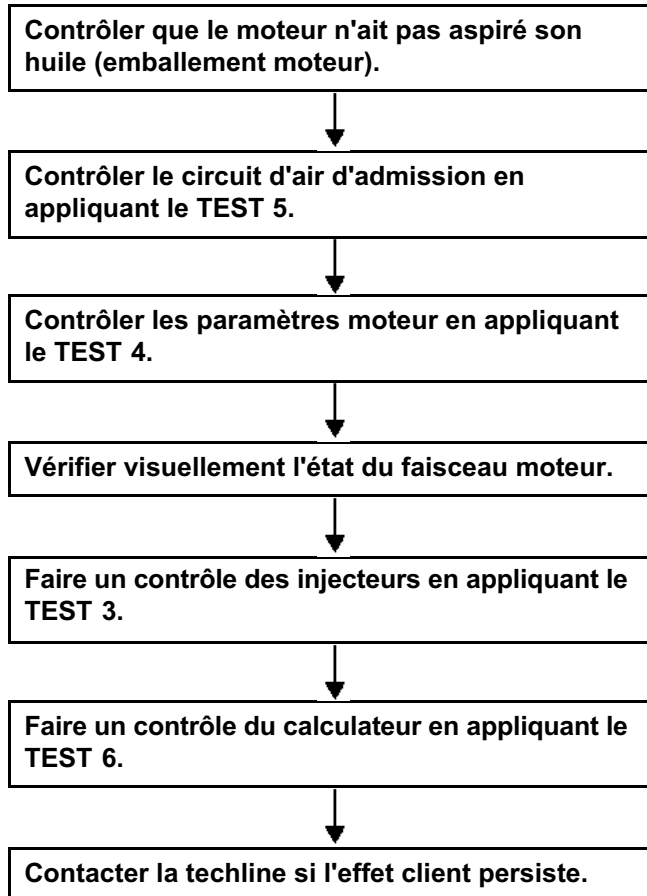 Contrôler que le moteur n'ait pas aspiré son
huile (emballement moteur).
Contrôler le circuit d'air d'admission en
appliquant le TEST 5.
Contrôler les paramètres moteur en appliquant
le TEST 4.
Vérifier visuellement l'état du faisceau moteur.
Faire un contrôle des injecteurs en appliquant le
TEST 3.
Faire un contrôle du calculateur en appliquant le
TEST 6.
Contacter la techline si l'effet client persiste.